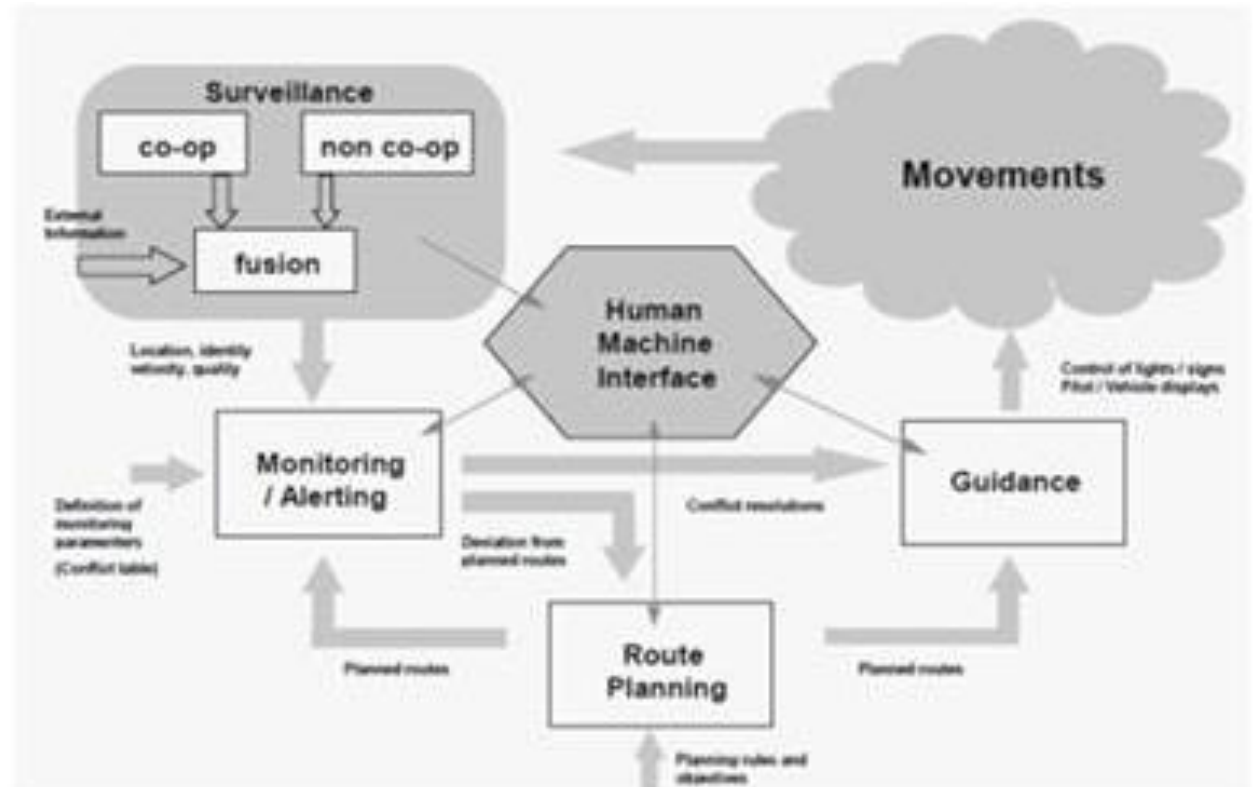 Surveillance
co-op
non co-op
External
Information
fusion
Movements
Human
Machine
Interface
Location, identity
velocity, quality
Control of lights / signs
Pilot / Vehicle displays
Monitoring
/ Alerting
Guidance
Definition of
monitoring
paramenters
(Conflict table)
Conflict resolutions
Deviation from
planned routes
Planned routes
Route
Planning
Planned routes
Planning rules and
objectives